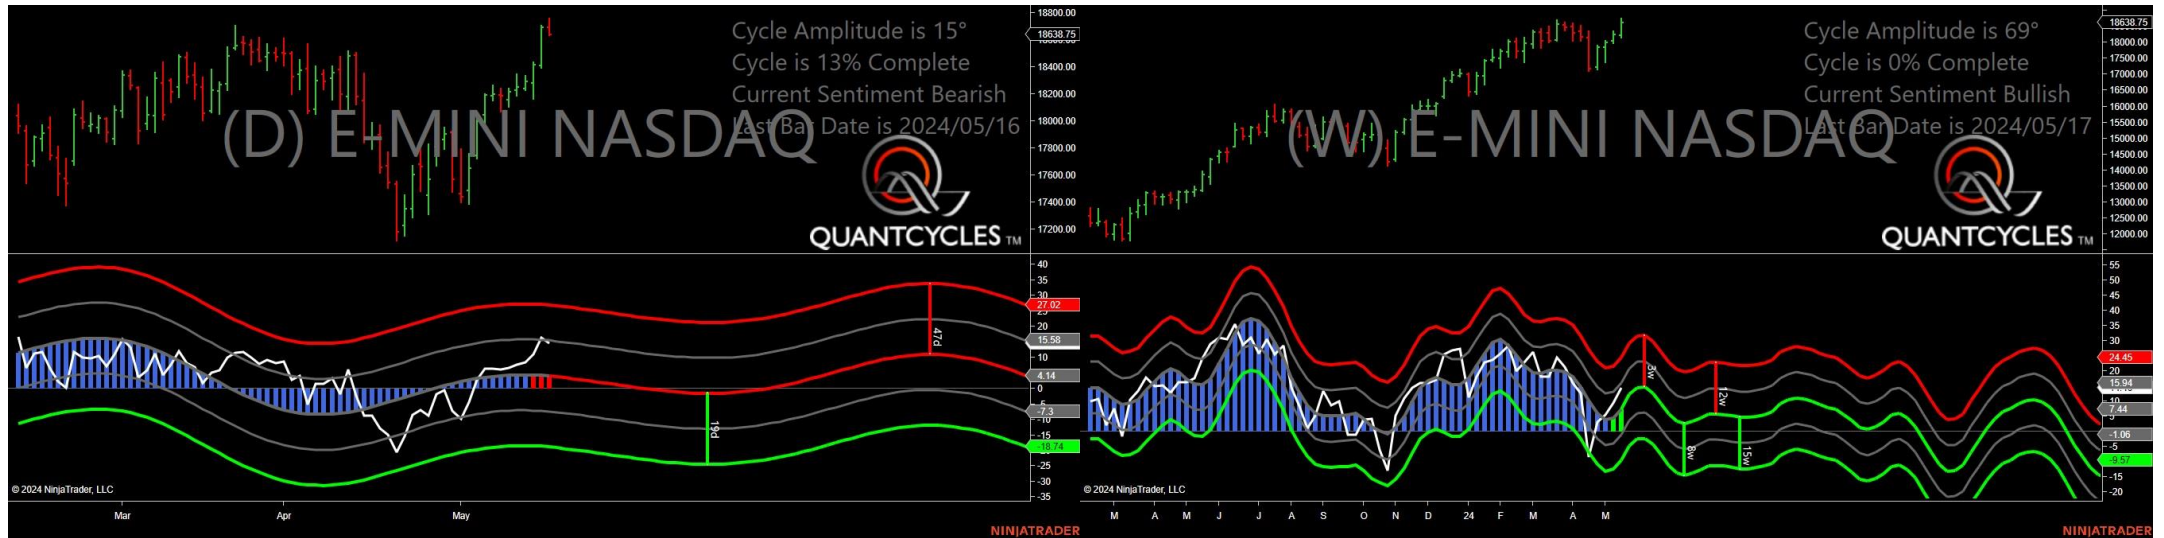 Cycle Amplitude is 15°
Cycle is 13% Complete
Current Sentiment Bearish
Last Bar Date is 2024/05/16
(D) E-MINI NASDAQ
QUANTCYCLES TM
18800.00
18638.75
18400.00
18200.00
18000.00
17800.00
17600.00
17400.00
17200.00
40
35
30
27.02
20
15.58
10
4.14
0
-7.3
-10
-15
-18.74
-25
-30
-35
47d
19d
© 2024 NinjaTrader, LLC
Mar Apr May
NINJATRADER
Cycle Amplitude is 69°
Cycle is 0% Complete
Current Sentiment Bullish
Last Bar Date is 2024/05/17
(W) E-MINI NASDAQ
QUANTCYCLES TM
18638.75
18000.00
17500.00
17000.00
16500.00
16000.00
15500.00
15000.00
14500.00
14000.00
13500.00
13000.00
12500.00
12000.00
55
50
45
40
35
30
24.45
20
15.94
7.44
-1.06
-5
-9.57
-15
-20
12w
8w
15w
© 2024 NinjaTrader, LLC
M A M J J A S O N D 24 F M A M
NINJATRADER